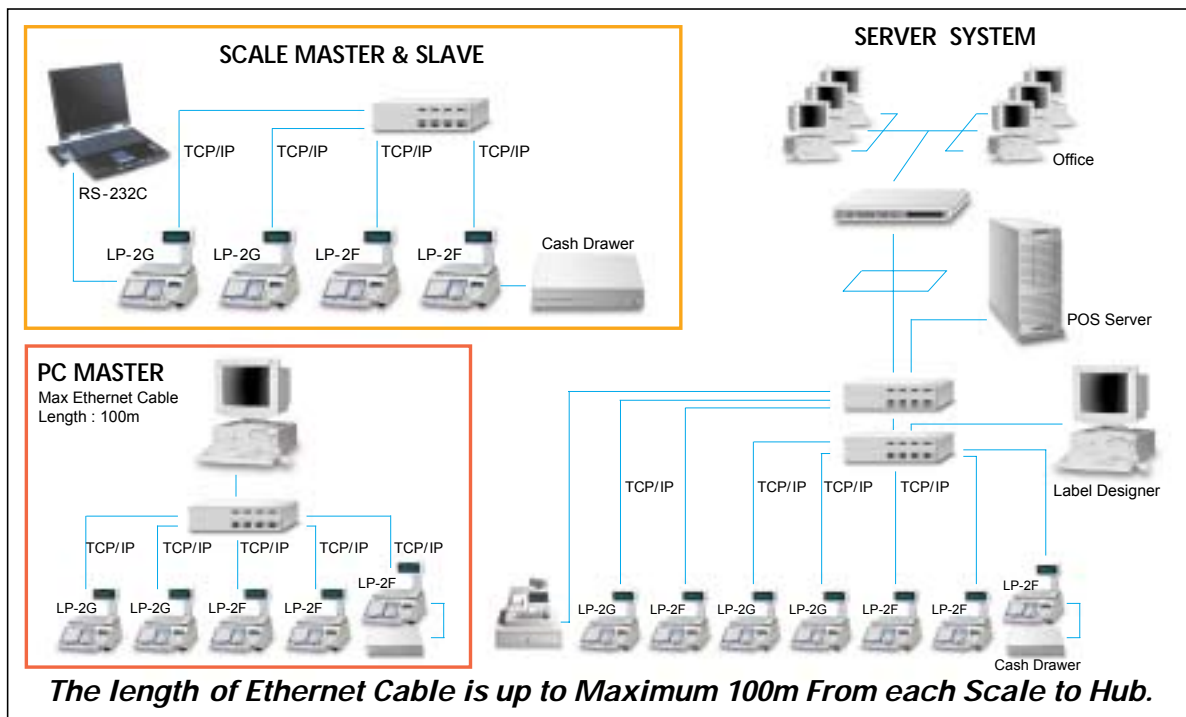 SCALE MASTER & SLAVE
TCP/IP TCP/IP TCP/IP TCP/IP
RS-232C
LP-2G LP-2G LP-2F LP-2F
Cash Drawer
PC MASTER
Max Ethernet Cable
Length : 100m
TCP/IP TCP/IP TCP/IP TCP/IP TCP/IP
LP-2F
LP-2G LP-2G LP-2F LP-2F
SERVER SYSTEM
Office
POS Server
Label Designer
TCP/IP TCP/IP TCP/IP TCP/IP
LP-2F
LP-2G LP-2F LP-2G LP-2G LP-2F LP-2F
Cash Drawer
The length of Ethernet Cable is up to Maximum 100m From each Scale to Hub.